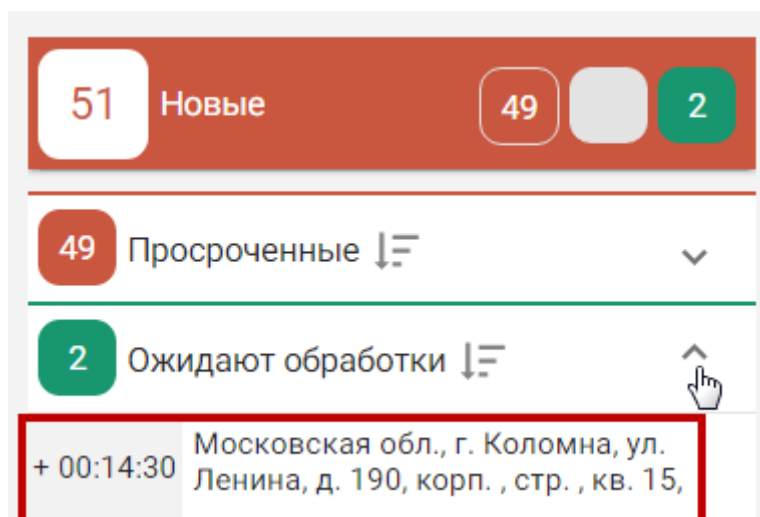 51 Новые 49 2
49 Просроченные
2 Ожидают обработки
+ 00:14:30 Московская обл., г. Коломна, ул.
Ленина, д. 190, корп. , стр. , кв. 15,